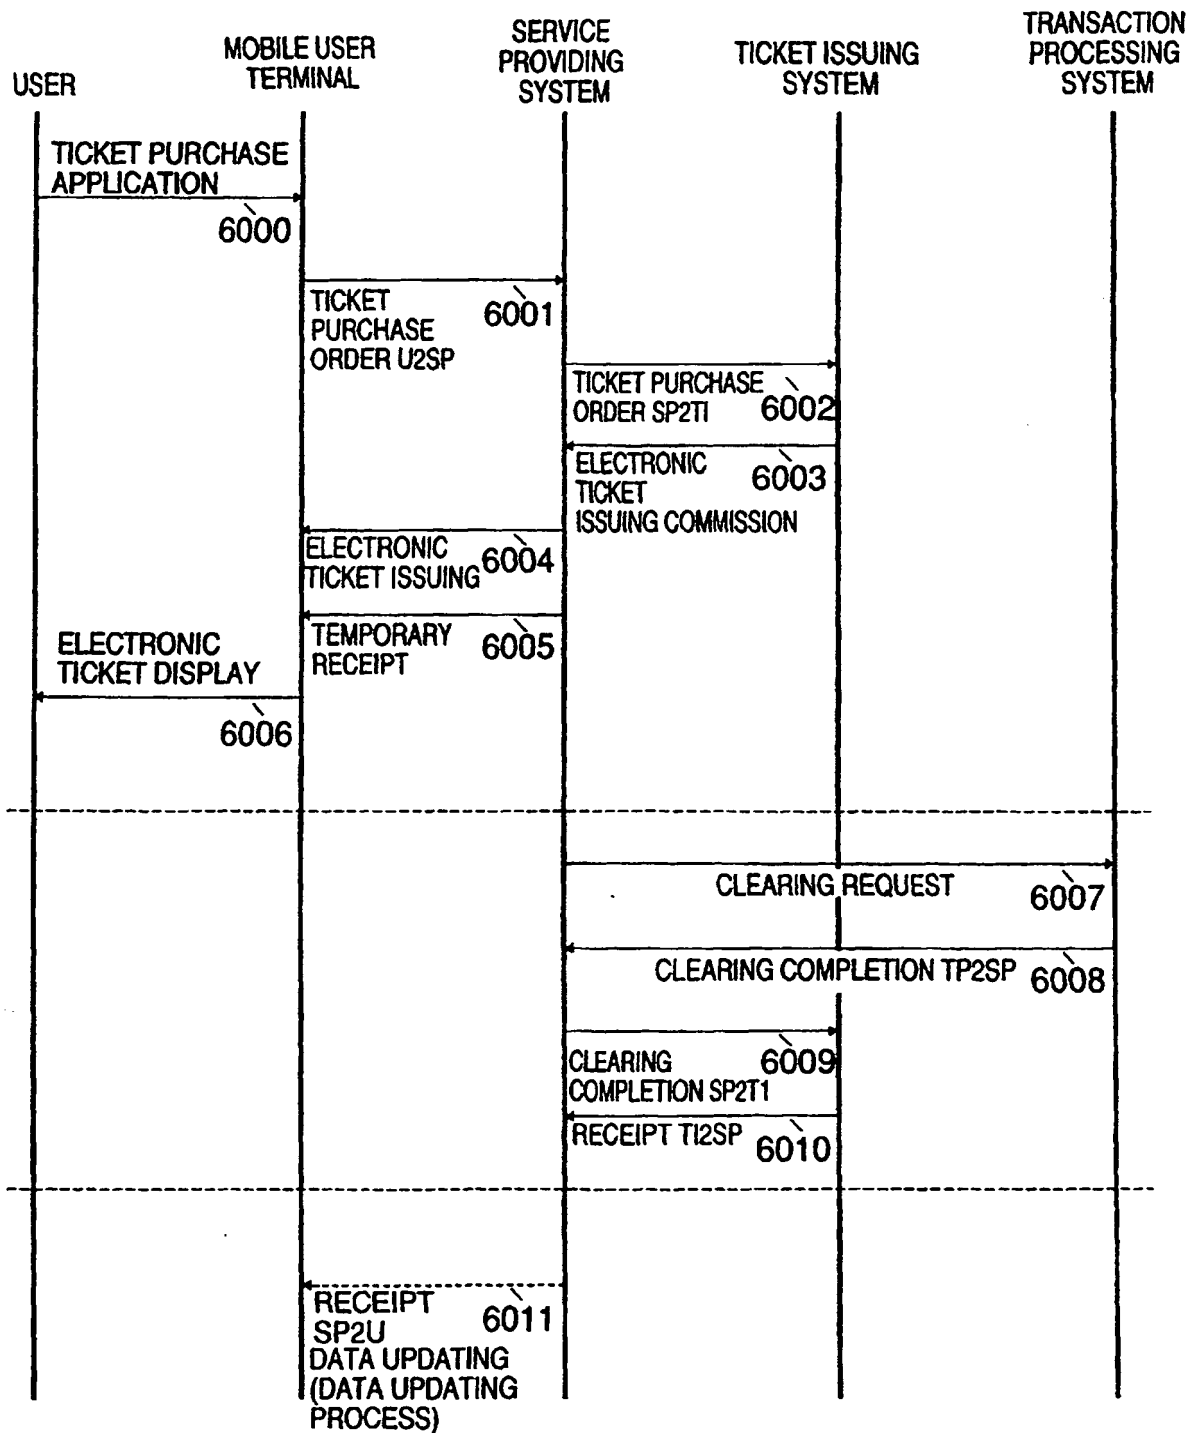 USER
MOBILE USER
TERMINAL
SERVICE
PROVIDING
SYSTEM
TICKET ISSUING
SYSTEM
TRANSACTION
PROCESSING
SYSTEM
TICKET PURCHASE
APPLICATION
6000
TICKET
PURCHASE
ORDER U2SP
6001
TICKET PURCHASE
ORDER SP2TI
6002
ELECTRONIC
TICKET
ISSUING COMMISSION
6003
ELECTRONIC
TICKET ISSUING
6004
TEMPORARY
RECEIPT
6005
ELECTRONIC
TICKET DISPLAY
6006
CLEARING REQUEST
6007
CLEARING COMPLETION TP2SP
6008
CLEARING
COMPLETION SP2T1
6009
RECEIPT TI2SP
6010
RECEIPT
SP2U
DATA UPDATING
(DATA UPDATING
PROCESS)
6011